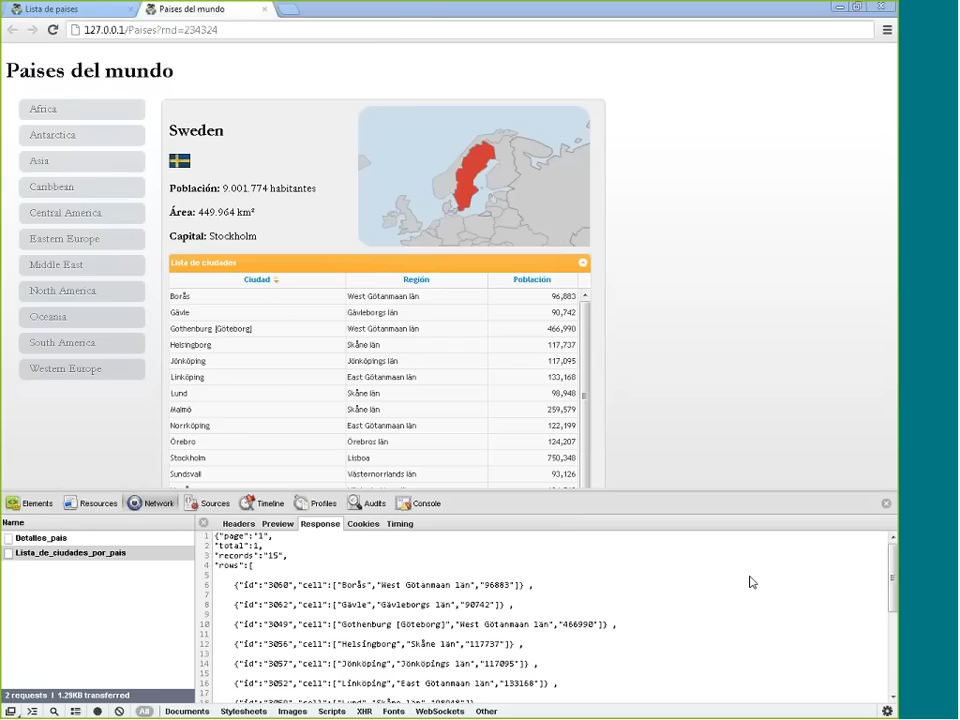 Lista de paises
Paises del mundo
127.0.0.1/Paises?rnd=234324
Paises del mundo
Africa
Antarctica
Asia
Caribbean
Central America
Eastern Europe
Middle East
North America
Oceania
South America
Western Europe
Sweden
Población: 9.001.774 habitantes
Área: 449.964 km²
Capital: Stockholm
Lista de ciudades
Ciudad Región Población
Borås West Götanmaan län 96,883
Gävle Gävleborgs län 90,742
Gothenburg [Göteborg] West Götanmaan län 466,990
Helsingborg Skåne län 117,737
Jönköping Jönköpings län 117,095
Linköping East Götanmaan län 133,168
Lund Skåne län 98,948
Malmö Skåne län 259,579
Norrköping East Götanmaan län 122,199
Örebro Örebros län 124,207
Stockholm Lisboa 750,348
Sundsvall Västernorrlands län 93,126
Elements Resources Network Sources Timeline Profiles Audits Console
Name
Detalles_pais
Lista_de_ciudades_por_pais
Headers Preview Response Cookies Timing
1 {"page":"1",
2 "total":1,
3 "records":"15",
4 "rows":[
5
6 {"id":"3060","cell":["Borås","West Götanmaan län","96883"]} ,
7
8 {"id":"3062","cell":["Gävle","Gävleborgs län","90742"]} ,
9
10 {"id":"3049","cell":["Gothenburg [Göteborg]","West Götanmaan län","466990"]} ,
11
12 {"id":"3056","cell":["Helsingborg","Skåne län","117737"]} ,
13
14 {"id":"3057","cell":["Jönköping","Jönköpings län","117095"]} ,
15
16 {"id":"3052","cell":["Linköping","East Götanmaan län","133168"]} ,
17
2 requests | 1.29KB transferred
All Documents Stylesheets Images Scripts XHR Fonts WebSockets Other